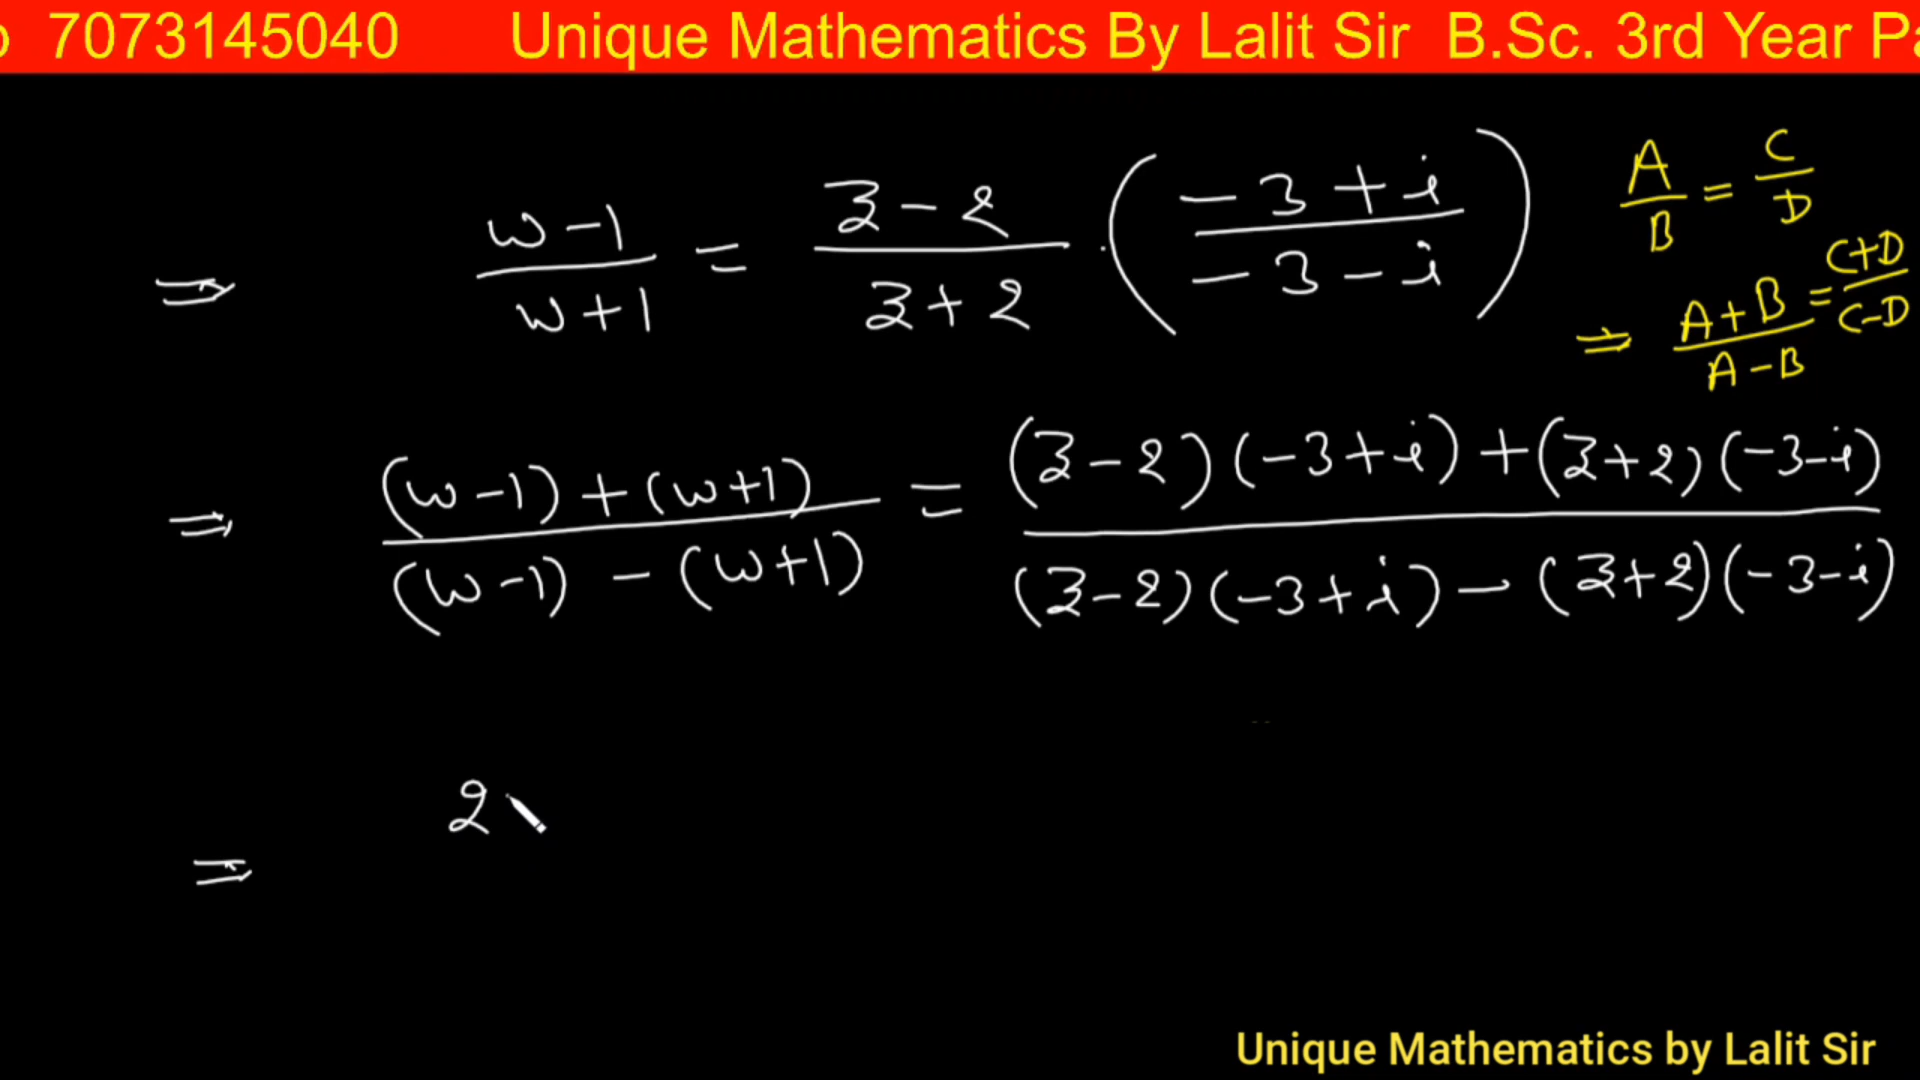 7073145040 Unique Mathematics By Lalit Sir B.Sc. 3rd Year Pa
⇒ (w-1)/(w+1) = (z-2)/(z+2) · ((-3+i)/(-3-i))
A/B = C/D
⇒ (A+B)/(A-B) = (C+D)/(C-D)
⇒ ((w-1)+(w+1))/((w-1)-(w+1)) = ((z-2)(-3+i)+(z+2)(-3-i))/((z-2)(-3+i)-(z+2)(-3-i))
⇒ 2
Unique Mathematics by Lalit Sir